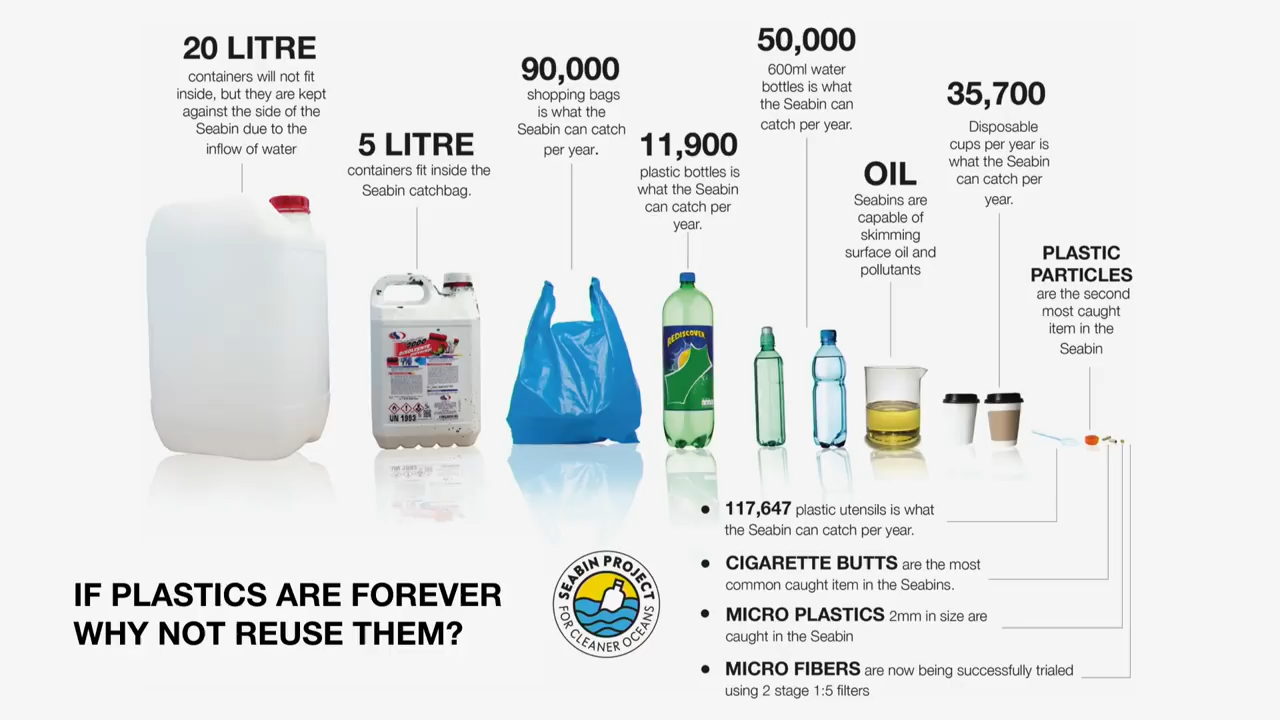 20 LITRE
containers will not fit
inside, but they are kept
against the side of the
Seabin due to the
inflow of water
5 LITRE
containers fit inside the
Seabin catchbag.
90,000
shopping bags
is what the
Seabin can catch
per year.
11,900
plastic bottles is
what the Seabin
can catch per
year.
50,000
600ml water
bottles is what
the Seabin can
catch per year.
OIL
Seabins are
capable of
skimming
surface oil and
pollutants
35,700
Disposable
cups per year is
what the Seabin
can catch per
year.
PLASTIC
PARTICLES
are the second
most caught
item in the
Seabin
UN 1993
REDISCOVER
● 117,647 plastic utensils is what
the Seabin can catch per year.
● CIGARETTE BUTTS are the most
common caught item in the Seabins.
● MICRO PLASTICS 2mm in size are
caught in the Seabin
● MICRO FIBERS are now being successfully trialed
using 2 stage 1:5 filters
IF PLASTICS ARE FOREVER
WHY NOT REUSE THEM?
SEABIN PROJECT
FOR CLEANER OCEANS